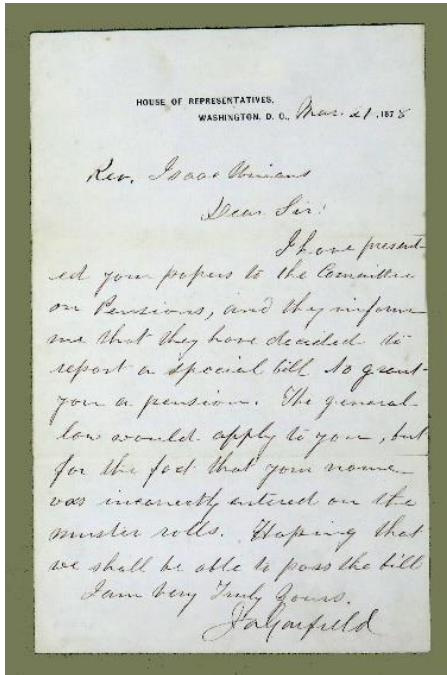 HOUSE OF REPRESENTATIVES,
WASHINGTON, D. C., Mar. 21, 1878
Rev. Isaac Winans
Dear Sir:
I have present-
ed your papers to the Committee
on Pensions, and they inform
me that they have decided to
report a special bill to grant
you a pension. The general
law would apply to you, but
for the fact that your name
was incorrectly entered on the
muster rolls. Hoping that
we shall be able to pass the bill
I am Very Truly Yours.
J A Garfield